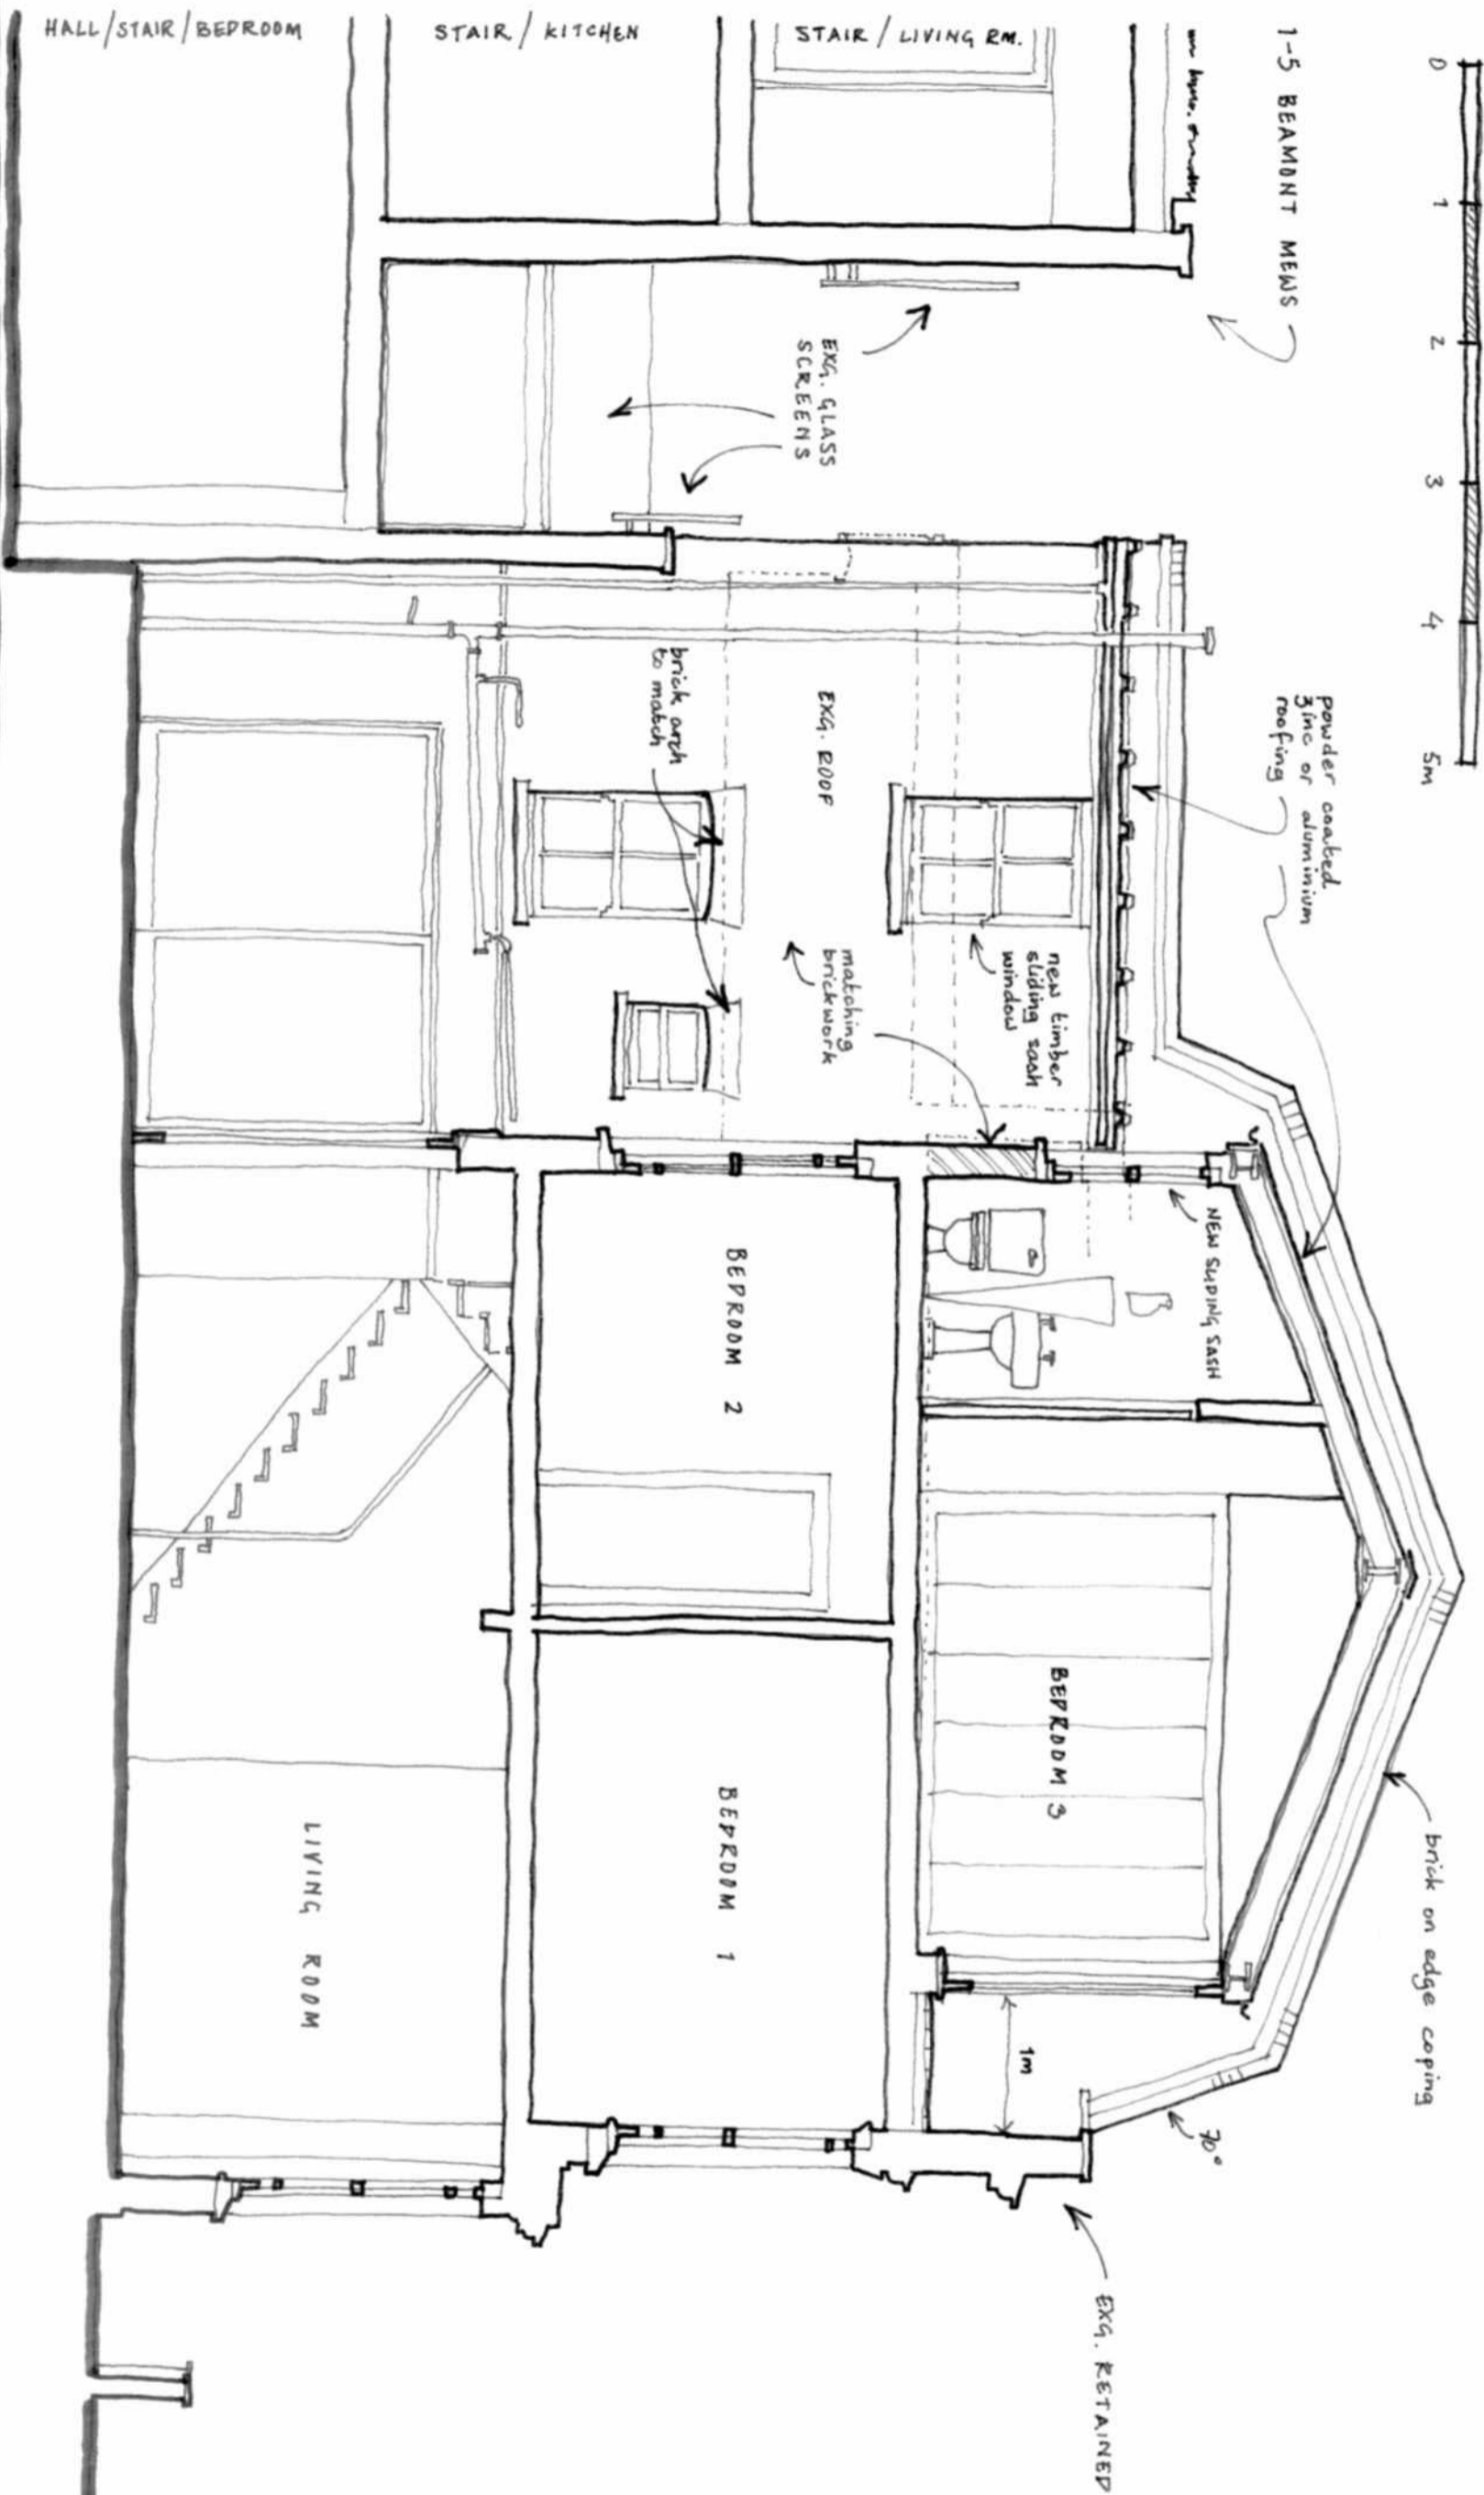 0 1 2 3 4 5m
1-5 BEAMONT MEWS
powder coated
zinc or aluminium
roofing
brick on edge coping
70°
EXG. RETAINED
NEW SLIDING SASH
new timber
sliding sash
window
matching
brickwork
EXG. GLASS
SCREENS
EXG. ROOF
brick arch
to match
STAIR / LIVING RM.
STAIR / KITCHEN
HALL/STAIR/BEDROOM
BEDROOM 3
1m
BEDROOM 2
BEDROOM 1
LIVING ROOM